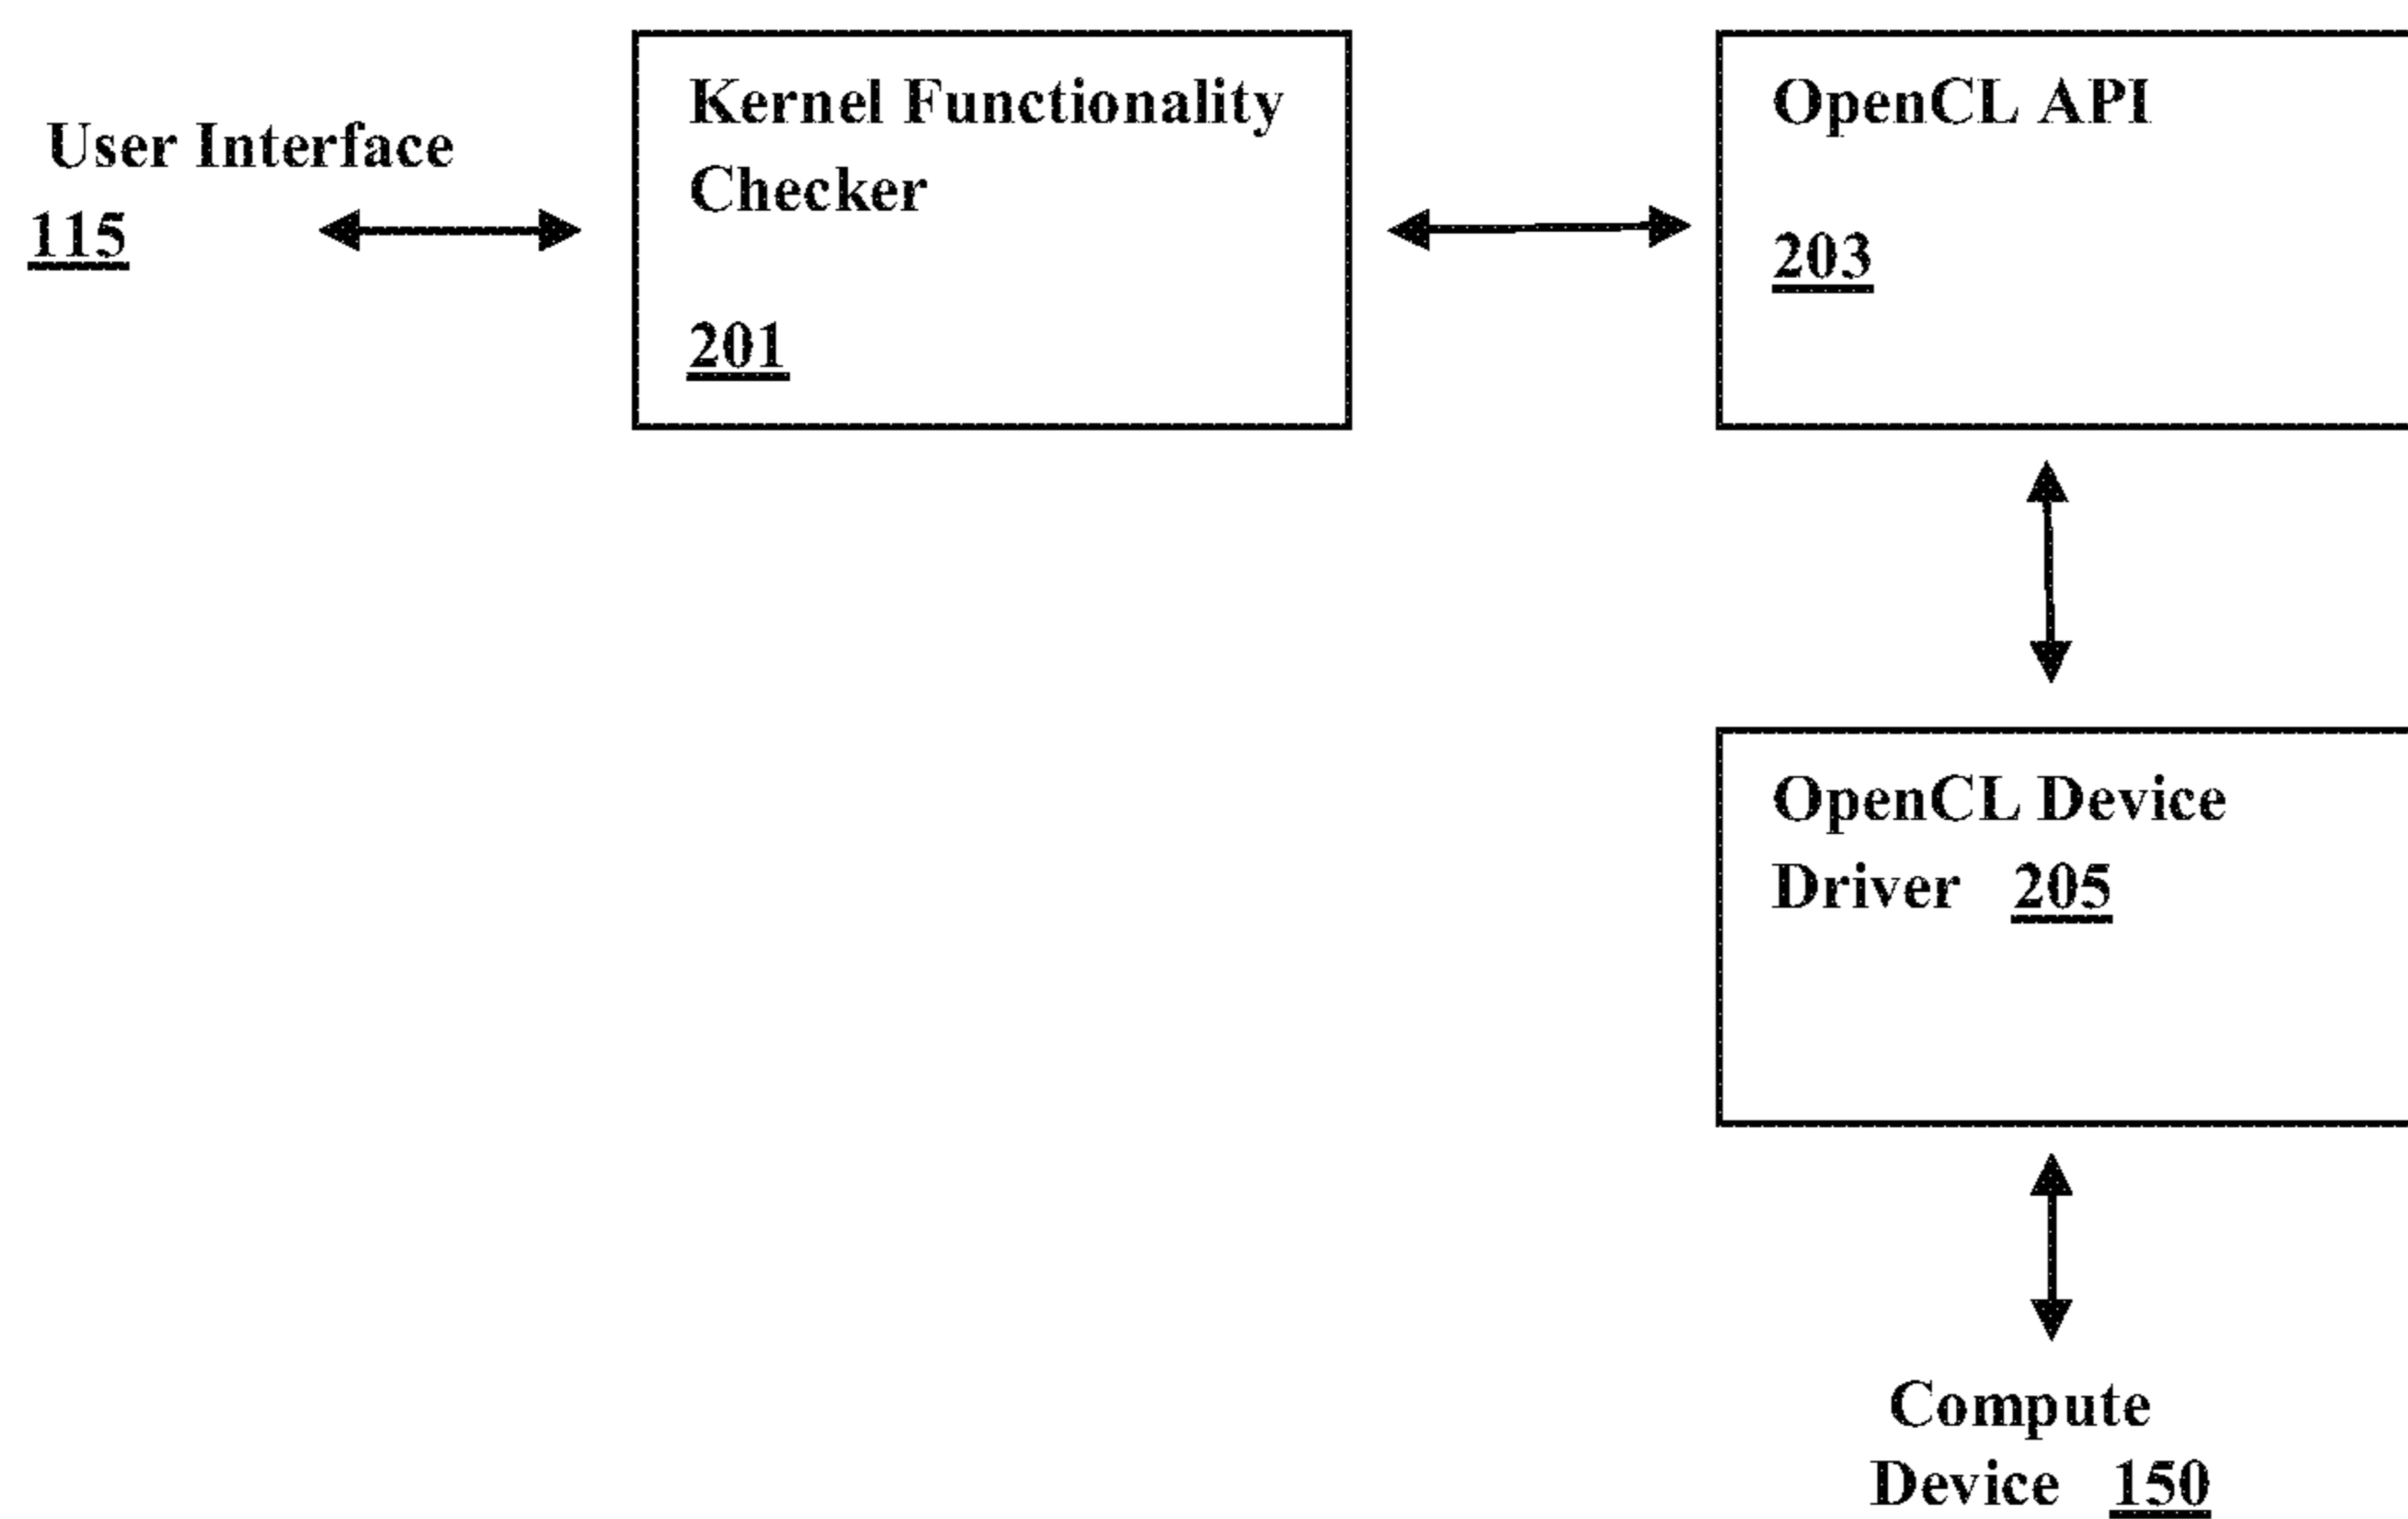 User Interface
115
Kernel Functionality
Checker
201
OpenCL API
203
OpenCL Device
Driver 205
Compute
Device 150